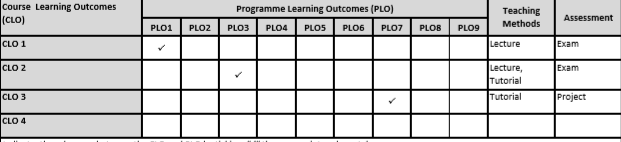 Course Learning Outcomes (CLO)
Programme Learning Outcomes (PLO)
Teaching Methods
Assessment
PLO1 PLO2 PLO3 PLO4 PLO5 PLO6 PLO7 PLO8 PLO9
CLO 1 ✓ Lecture Exam
CLO 2 ✓ Lecture, Tutorial Exam
CLO 3 ✓ Tutorial Project
CLO 4